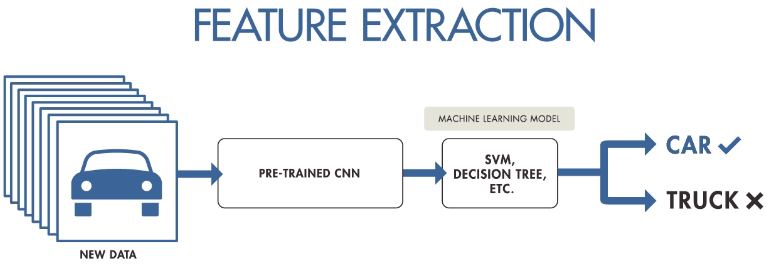 FEATURE EXTRACTION
MACHINE LEARNING MODEL
PRE-TRAINED CNN
SVM,
DECISION TREE,
ETC.
CAR
TRUCK
NEW DATA